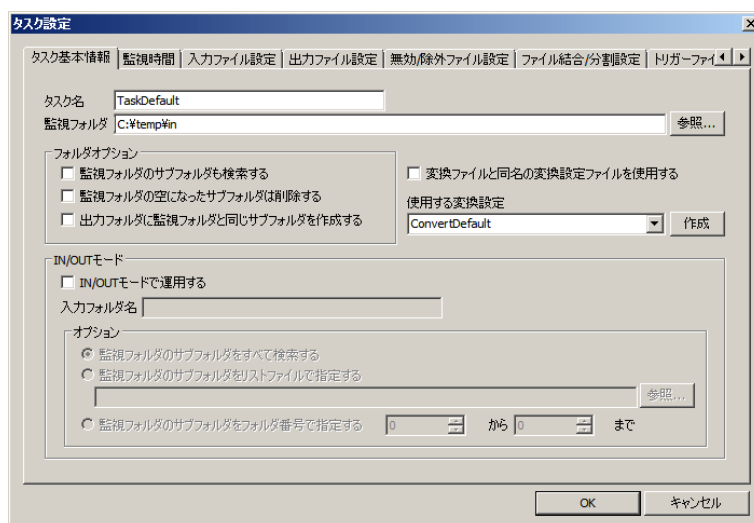 タスク設定
タスク基本情報 監視時間 入力ファイル設定 出力ファイル設定 無効/除外ファイル設定 ファイル結合/分割設定 トリガーファイ
タスク名 TaskDefault
監視フォルダ C:¥temp¥in 参照...
フォルダオプション
監視フォルダのサブフォルダも検索する
監視フォルダの空になったサブフォルダは削除する
出力フォルダに監視フォルダと同じサブフォルダを作成する
変換ファイルと同名の変換設定ファイルを使用する
使用する変換設定
ConvertDefault 作成
IN/OUTモード
IN/OUTモードで運用する
入力フォルダ名
オプション
監視フォルダのサブフォルダをすべて検索する
監視フォルダのサブフォルダをリストファイルで指定する
参照...
監視フォルダのサブフォルダをフォルダ番号で指定する 0 から 0 まで
OK キャンセル